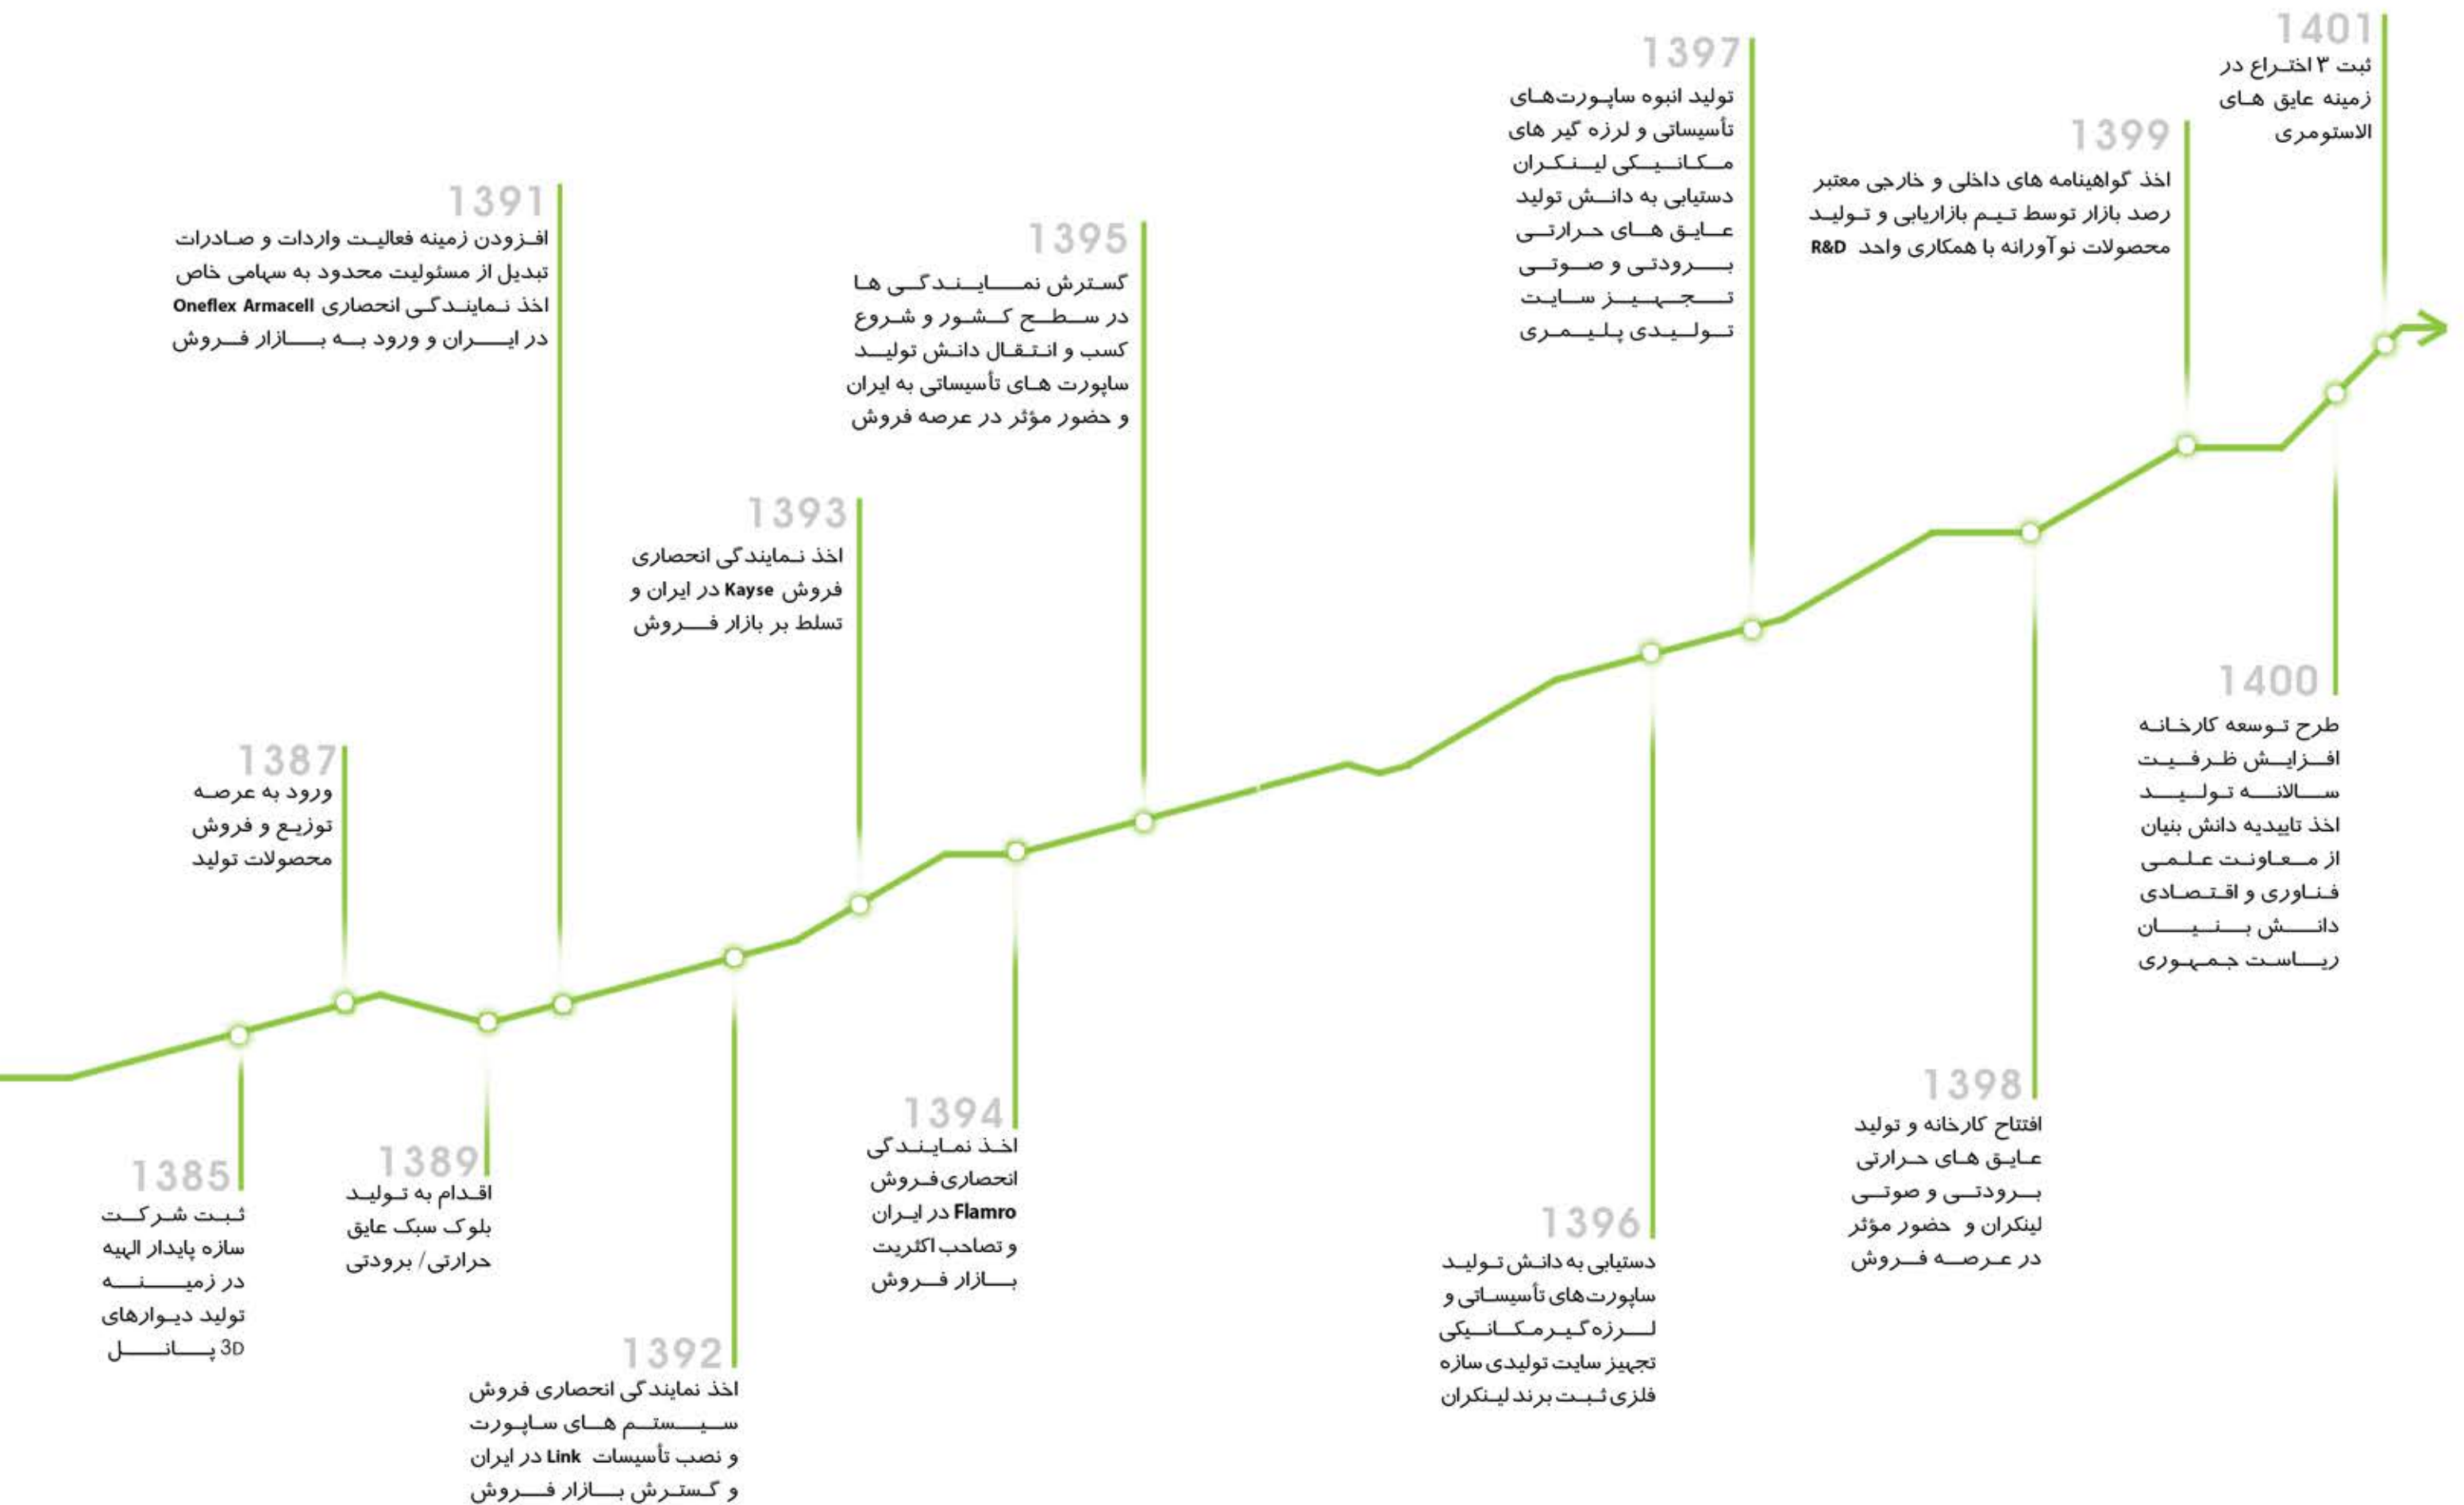 1385
ثبت شرکت
سازه پایدار الهیه
در زمینه
تولید دیوارهای
3D پانل
1387
ورود به عرصه
توزیع و فروش
محصولات تولید
1389
اقدام به تولید
بلوک سبک عایق
حرارتی/ برودتی
1391
افزودن زمینه فعالیت واردات و صادرات
تبدیل از مسئولیت محدود به سهامی خاص
اخذ نمایندگی انحصاری Oneflex Armacell
در ایران و ورود به بازار فروش
1392
اخذ نمایندگی انحصاری فروش
سیستم های ساپورت
و نصب تأسیسات Link در ایران
و گسترش بازار فروش
1393
اخذ نمایندگی انحصاری
فروش Kayse در ایران و
تسلط بر بازار فروش
1394
اخذ نمایندگی
انحصاری فروش
Flamro در ایران
و تصاحب اکثریت
بازار فروش
1395
گسترش نمایندگی ها
در سطح کشور و شروع
کسب و انتقال دانش تولید
ساپورت های تأسیساتی به ایران
و حضور مؤثر در عرصه فروش
1396
دستیابی به دانش تولید
ساپورت‌های تأسیساتی و
لرزه گیر مکانیکی
تجهیز سایت تولیدی سازه
فلزی ثبت برند لینکران
1397
تولید انبوه ساپورت‌های
تأسیساتی و لرزه گیر های
مکانیکی لینکران
دستیابی به دانش تولید
عایق های حرارتی
برودتی و صوتی
تجهیز سایت
تولیدی پلیمری
1398
افتتاح کارخانه و تولید
عایق های حرارتی
برودتی و صوتی
لینکران و حضور مؤثر
در عرصه فروش
1399
اخذ گواهینامه های داخلی و خارجی معتبر
رصد بازار توسط تیم بازاریابی و تولید
محصولات نوآورانه با همکاری واحد R&D
1400
طرح توسعه کارخانه
افزایش ظرفیت
سالانه تولید
اخذ تاییدیه دانش بنیان
از معاونت علمی
فناوری و اقتصادی
دانش بنیان
ریاست جمهوری
1401
ثبت ۳ اختراع در
زمینه عایق های
الاستومری